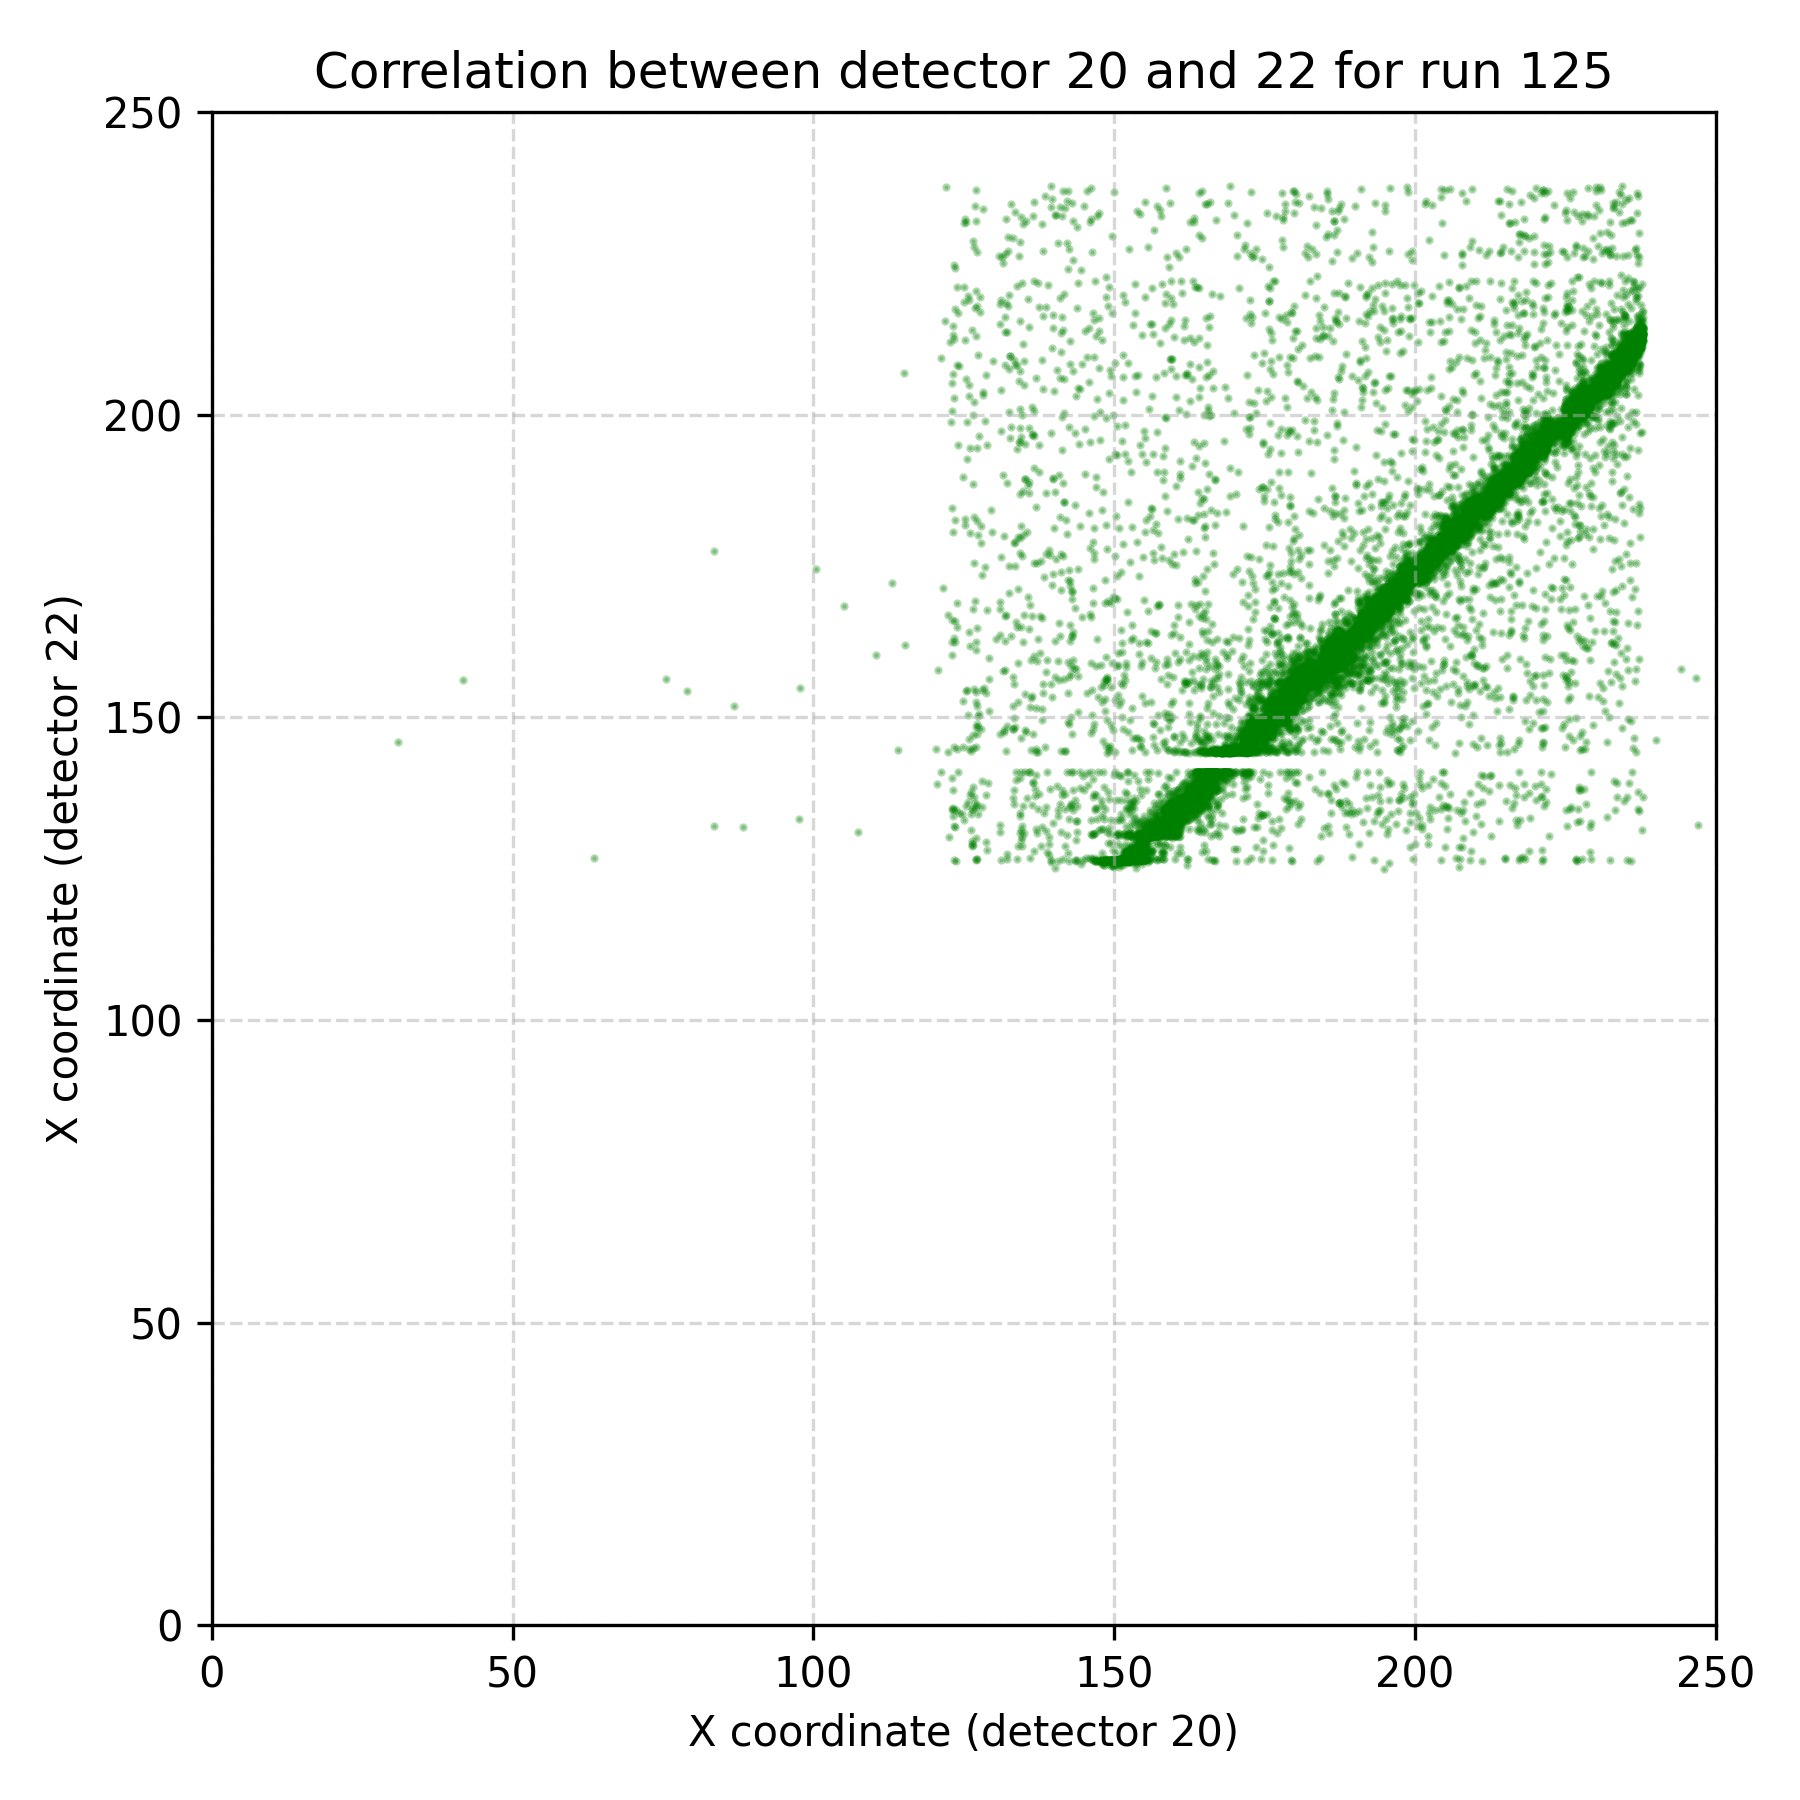 Correlation between detector 20 and 22 for run 125
250
200
150
100
50
0
X coordinate (detector 22)
0 50 100 150 200 250
X coordinate (detector 20)